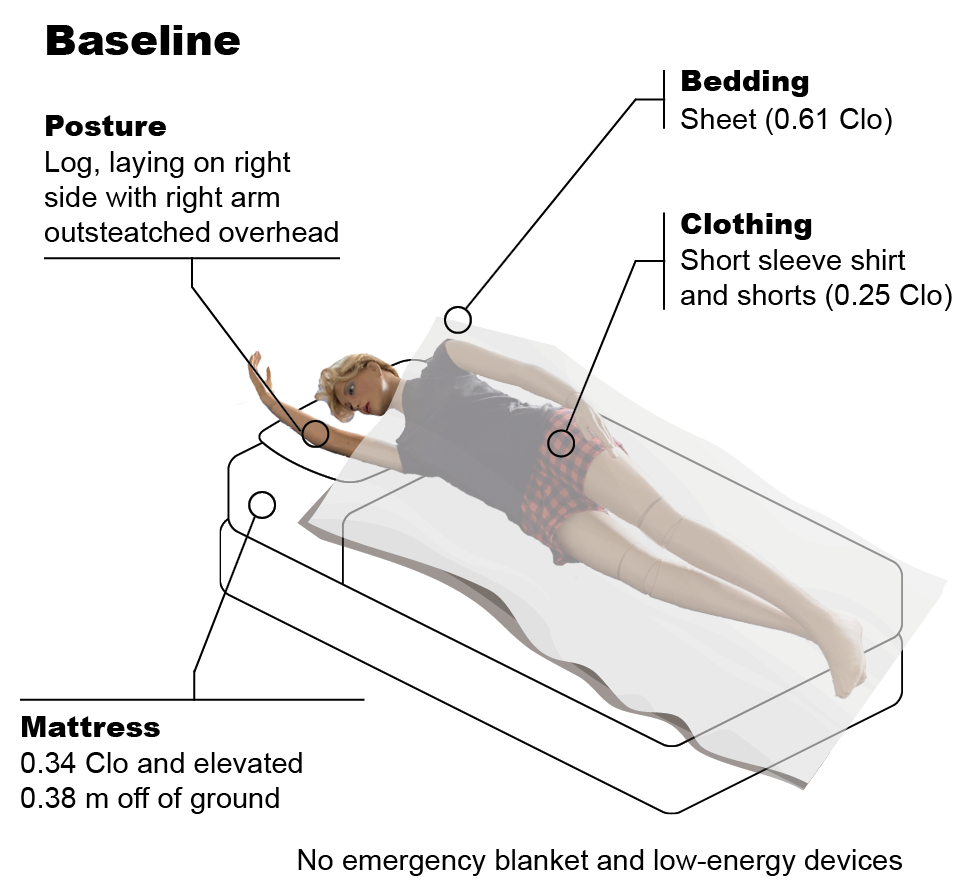 Baseline
Posture
Log, laying on right
side with right arm
outsteatched overhead
Bedding
Sheet (0.61 Clo)
Clothing
Short sleeve shirt
and shorts (0.25 Clo)
Mattress
0.34 Clo and elevated
0.38 m off of ground
No emergency blanket and low-energy devices